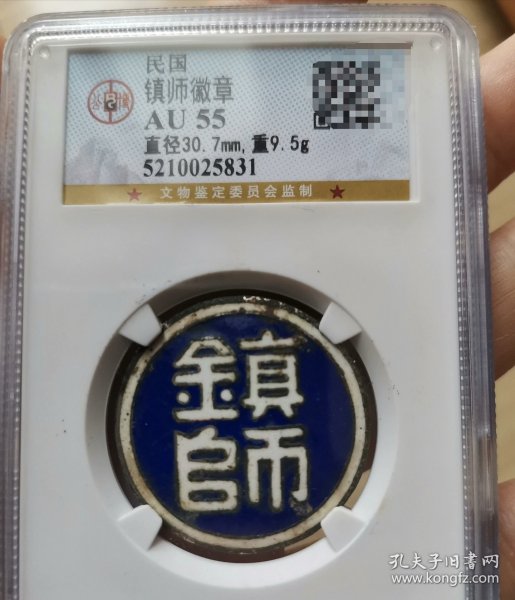 民国
镇师徽章
AU 55
直径30.7mm,重9.5g
5210025831
★ 文物鉴定委员会监制 ★
鎮
師
孔夫子旧书网
www.kongfz.com